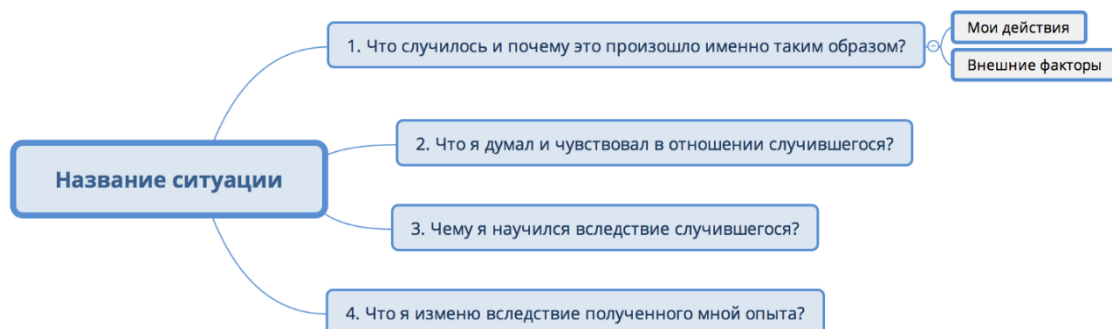 Название ситуации
1. Что случилось и почему это произошло именно таким образом?
Мои действия
Внешние факторы
2. Что я думал и чувствовал в отношении случившегося?
3. Чему я научился вследствие случившегося?
4. Что я изменю вследствие полученного мной опыта?